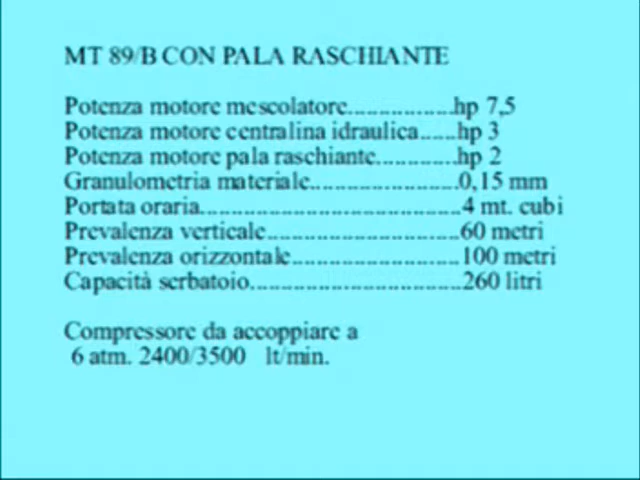 MT 89/B CON PALA RASCHIANTE
Potenza motore mescolatore.................hp 7,5
Potenza motore centralina idraulica......hp 3
Potenza motore pala raschiante.............hp 2
Granulometria materiale.......................0,15 mm
Portata oraria........................................4 mt. cubi
Prevalenza verticale..............................60 metri
Prevalenza orizzontale..........................100 metri
Capacità serbatoio.................................260 litri
Compressore da accoppiare a
6 atm. 2400/3500 lt/min.